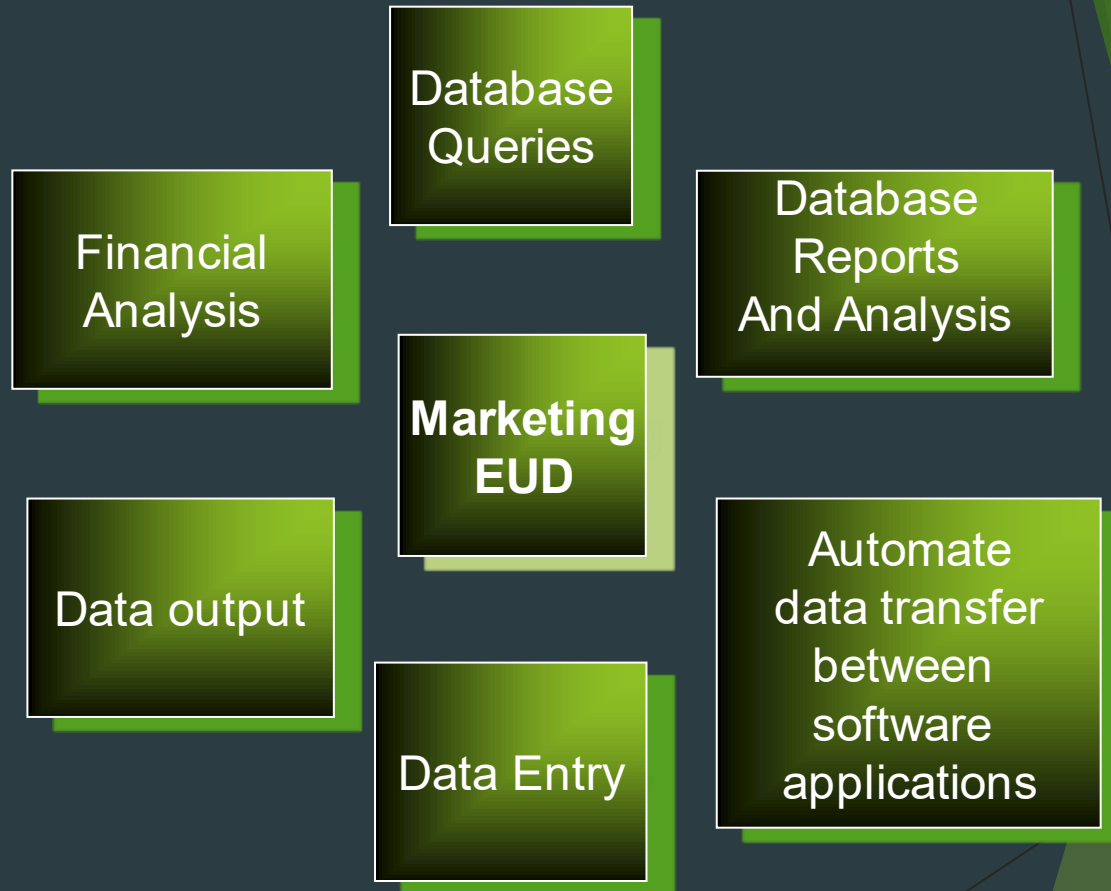 Database
Queries
Financial
Analysis
Database
Reports
And Analysis
Marketing
EUD
Data output
Automate
data transfer
between
software
applications
Data Entry